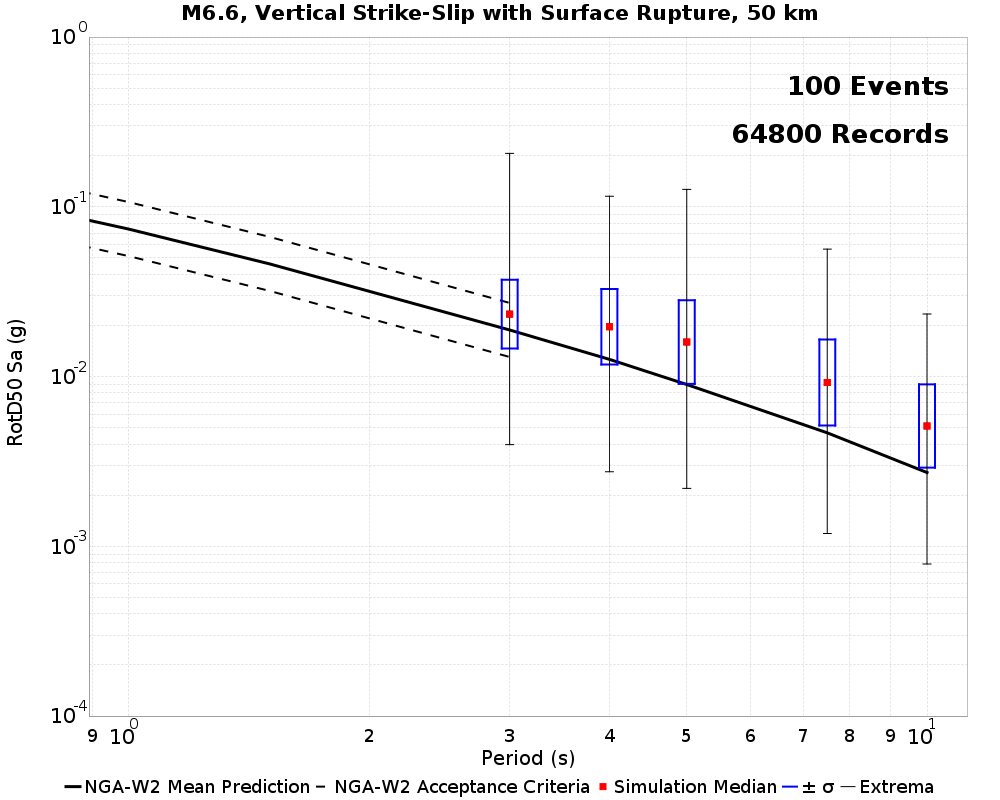 M6.6, Vertical Strike-Slip with Surface Rupture, 50 km
100 Events
64800 Records
RotD50 Sa (g)
10^0
10^-1
10^-2
10^-3
10^-4
9 10^0 2 3 4 5 6 7 8 9 10^1
Period (s)
NGA-W2 Mean Prediction NGA-W2 Acceptance Criteria Simulation Median ± σ Extrema